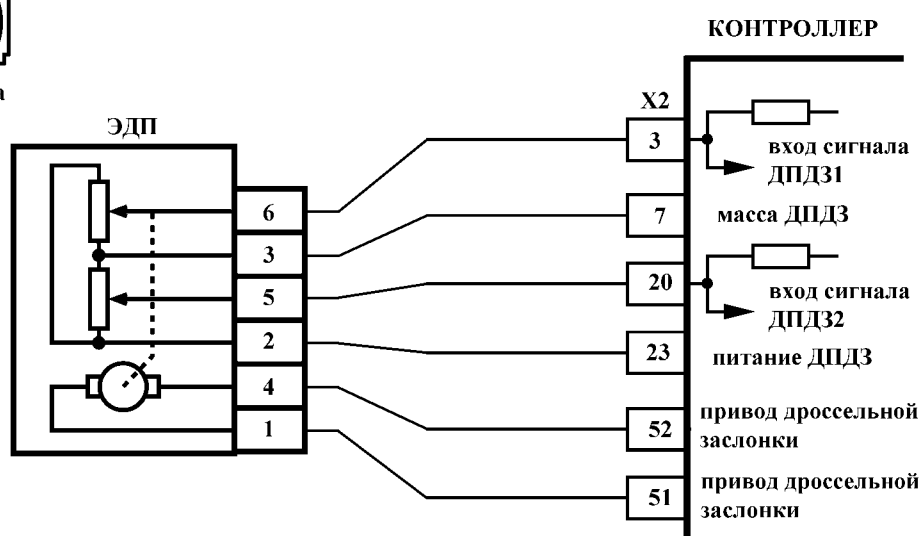 КОНТРОЛЛЕР
а
ЭДП
X2
6
3
5
2
4
1
3
7
20
23
52
51
вход сигнала
ДПДЗ1
масса ДПДЗ
вход сигнала
ДПДЗ2
питание ДПДЗ
привод дроссельной
заслонки
привод дроссельной
заслонки